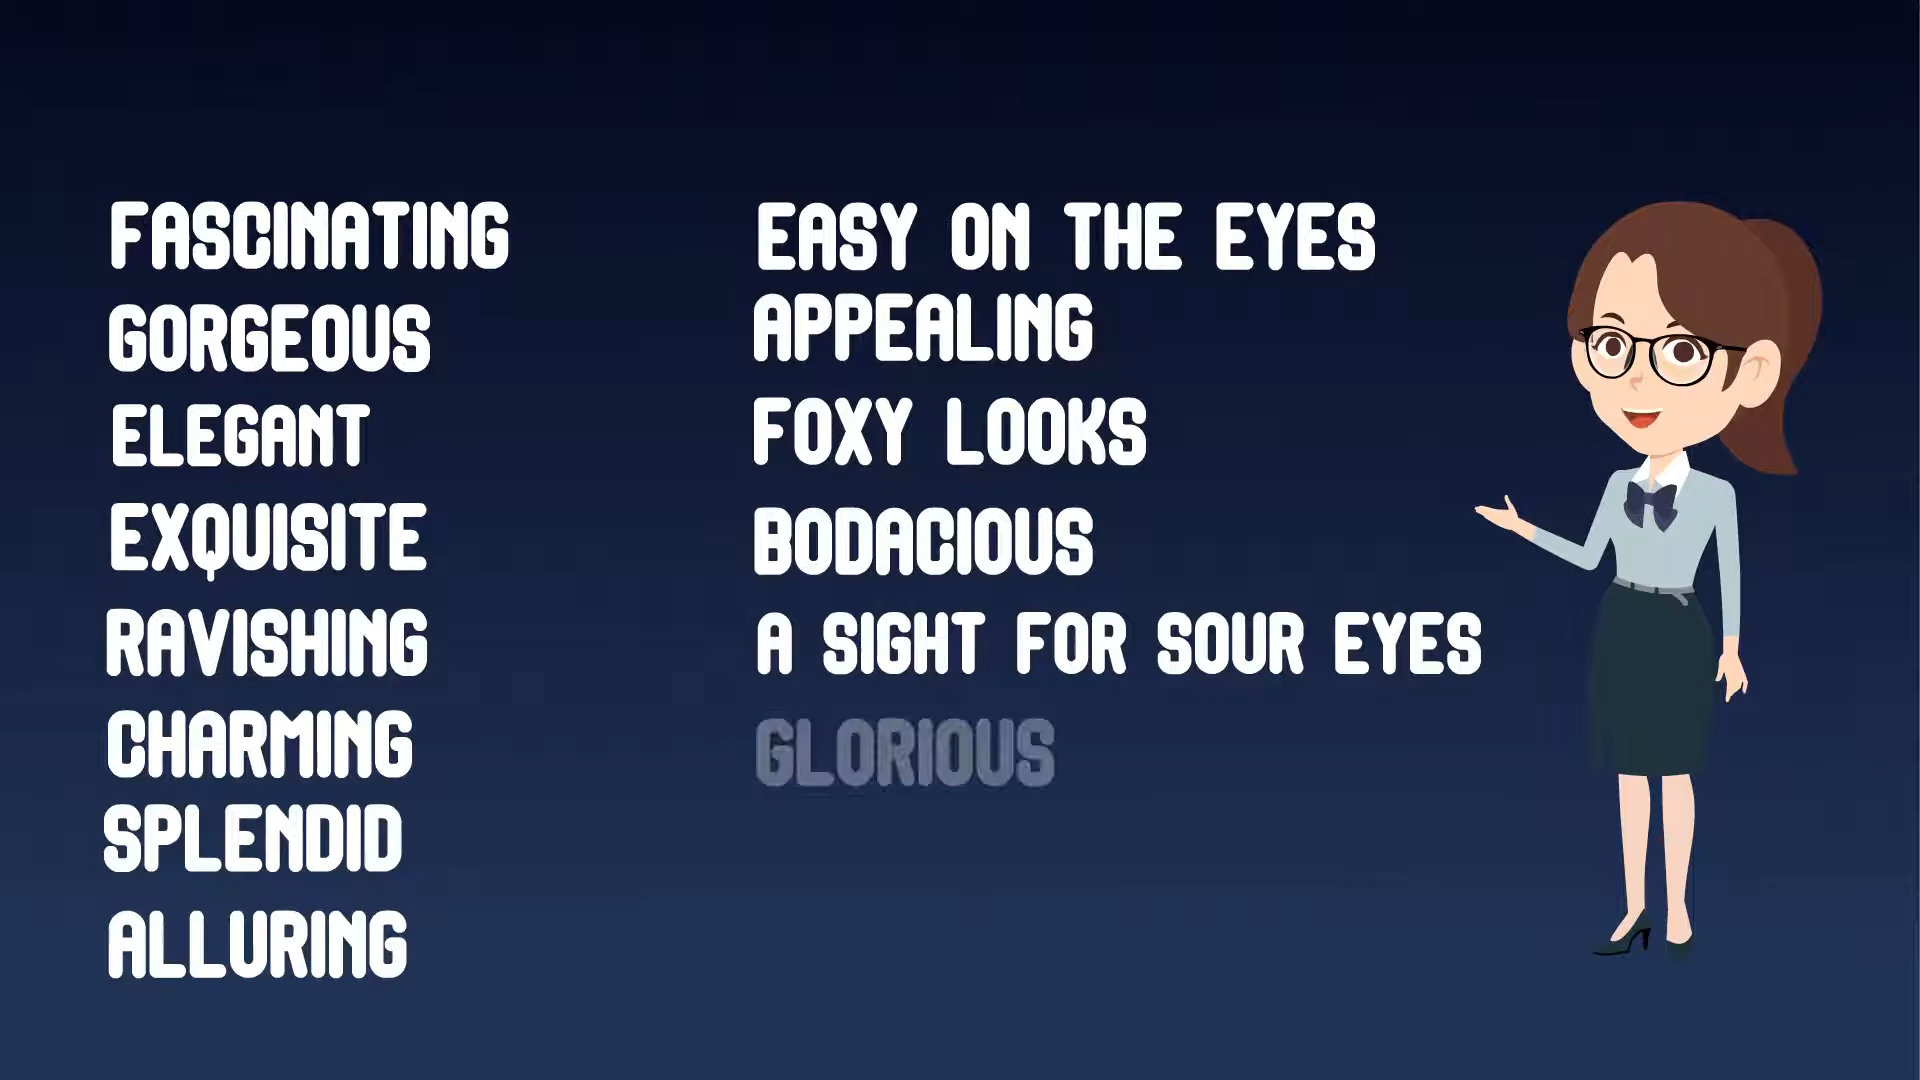 FASCINATING
GORGEOUS
ELEGANT
EXQUISITE
RAVISHING
CHARMING
SPLENDID
ALLURING
EASY ON THE EYES
APPEALING
FOXY LOOKS
BODACIOUS
A SIGHT FOR SOUR EYES
GLORIOUS